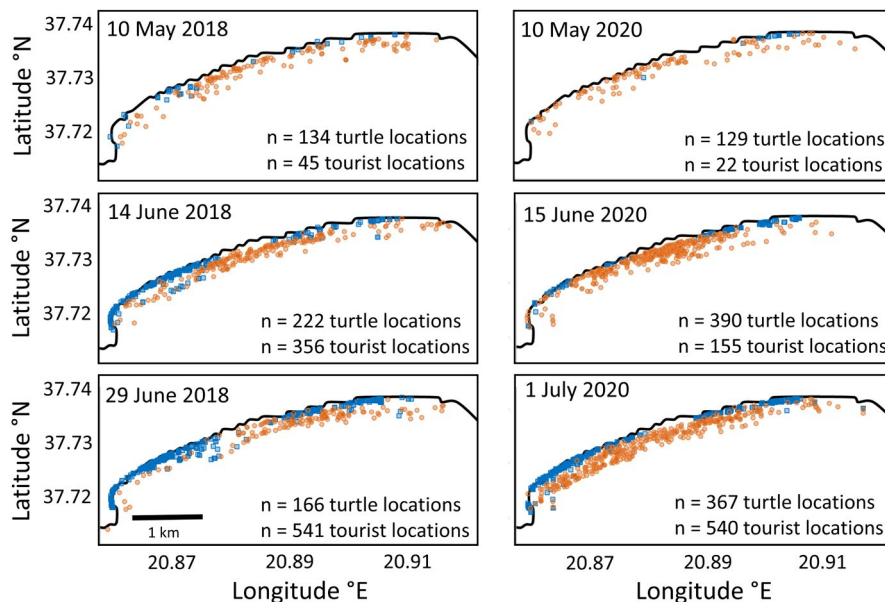 37.74
10 May 2018
10 May 2020
Latitude °N
37.73
37.72
n = 134 turtle locations
n = 45 tourist locations
n = 129 turtle locations
n = 22 tourist locations
37.74
14 June 2018
15 June 2020
Latitude °N
37.73
37.72
n = 222 turtle locations
n = 356 tourist locations
n = 390 turtle locations
n = 155 tourist locations
37.74
29 June 2018
1 July 2020
Latitude °N
37.73
37.72
n = 166 turtle locations
n = 541 tourist locations
1 km
n = 367 turtle locations
n = 540 tourist locations
20.87
20.89
20.91
20.87
20.89
20.91
Longitude °E
Longitude °E